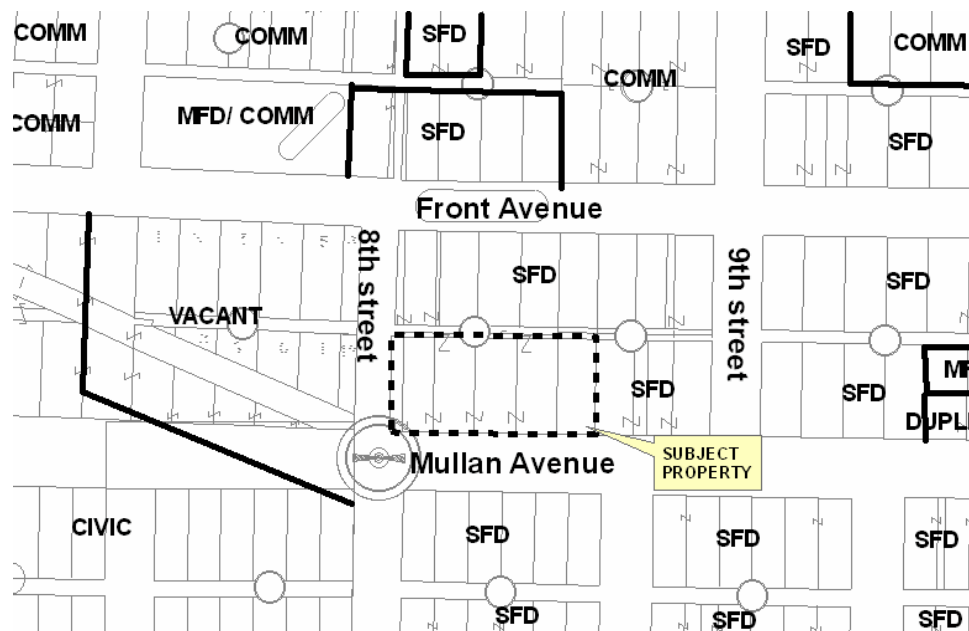 COMM
COMM
SFD
SFD
COMM
COMM
COMM
MFD/ COMM
SFD
SFD
Front Avenue
8th street
9th street
SFD
SFD
VACANT
SFD
SFD
MF
DUPL
Mullan Avenue
SUBJECT
PROPERTY
CIVIC
SFD
SFD
SFD
SFD
SFD
SFD